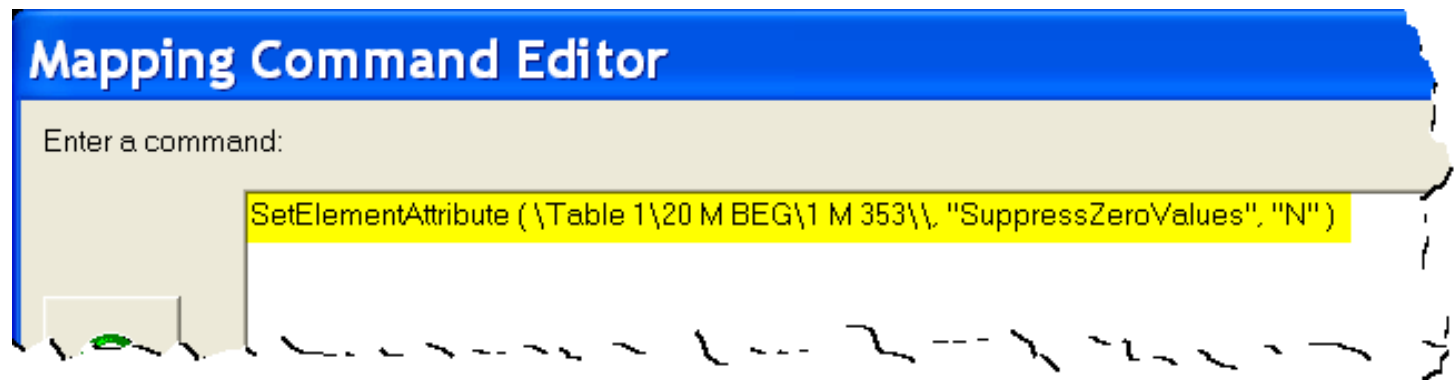 Mapping Command Editor
Enter a command:
SetElementAttribute ( \Table 1\20 M BEG\1 M 353\\, "SuppressZeroValues", "N" )